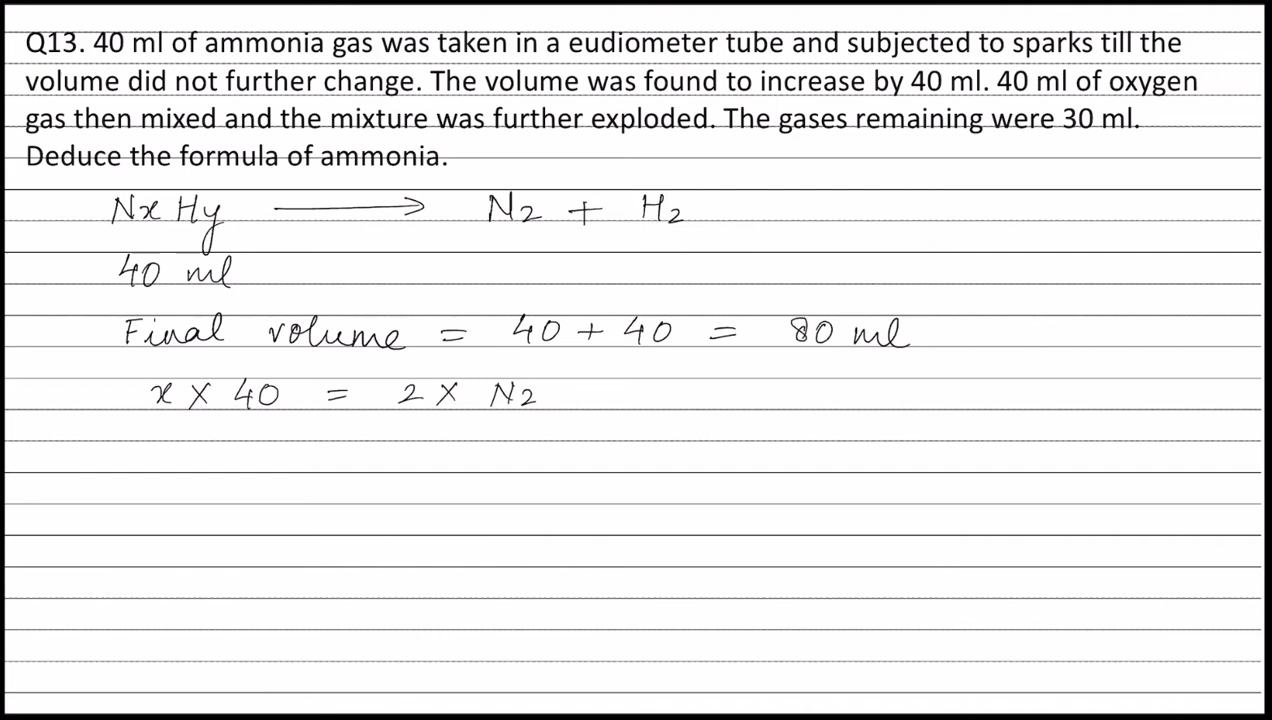 Q13. 40 ml of ammonia gas was taken in a eudiometer tube and subjected to sparks till the
volume did not further change. The volume was found to increase by 40 ml. 40 ml of oxygen
gas then mixed and the mixture was further exploded. The gases remaining were 30 ml.
Deduce the formula of ammonia.
Nx Hy ⟶ N2 + H2
40 ml
Final volume = 40 + 40 = 80 ml
x × 40 = 2 × N2